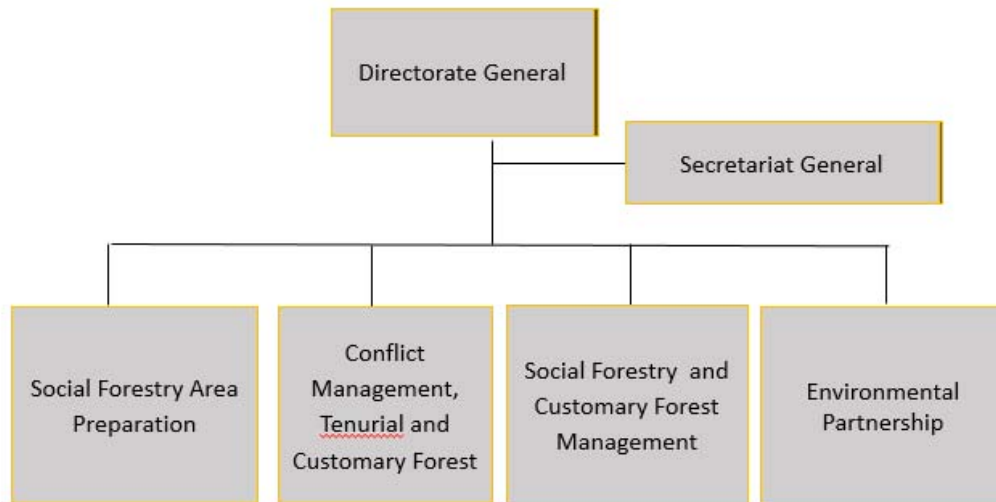 Directorate General
Secretariat General
Social Forestry Area
Preparation
Conflict
Management,
Tenurial and
Customary Forest
Social Forestry and
Customary Forest
Management
Environmental
Partnership